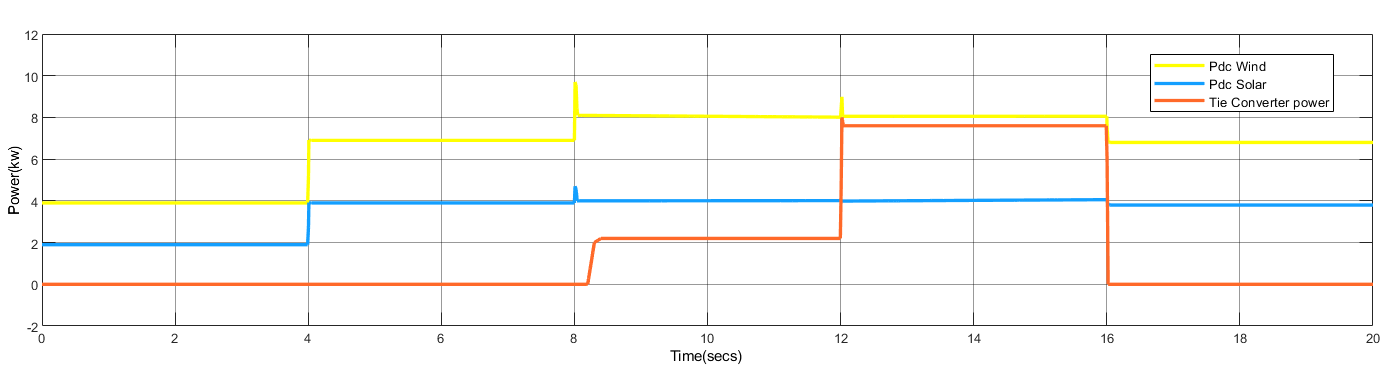 12
10
8
6
4
2
0
-2
Power(kw)
Pdc Wind
Pdc Solar
Tie Converter power
0 2 4 6 8 10 12 14 16 18 20
Time(secs)